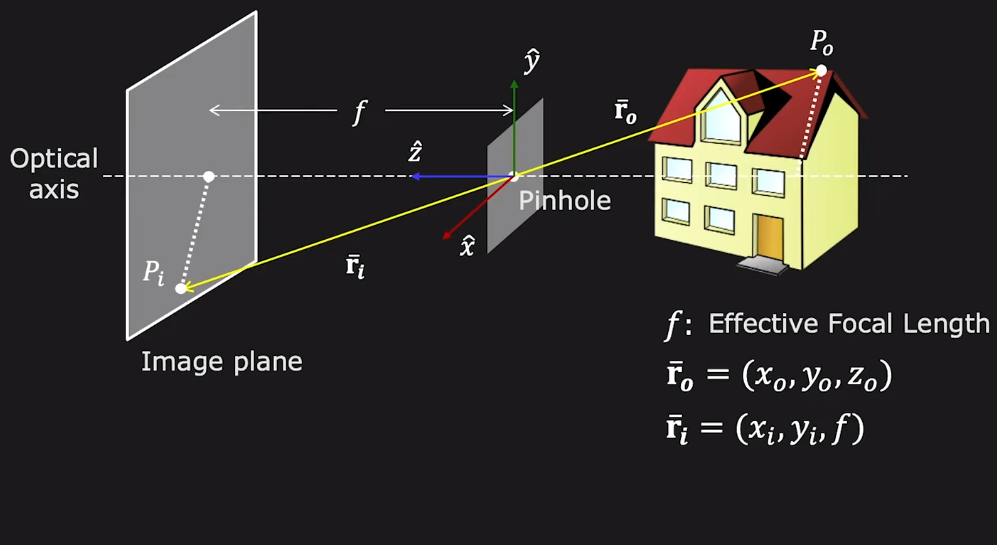 P_o
ŷ
f
r̄_o
Optical
axis
ẑ
Pinhole
x̂
P_i
r̄_i
Image plane
f: Effective Focal Length
r̄_o = (x_o, y_o, z_o)
r̄_i = (x_i, y_i, f)